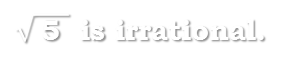 √5 is irrational.